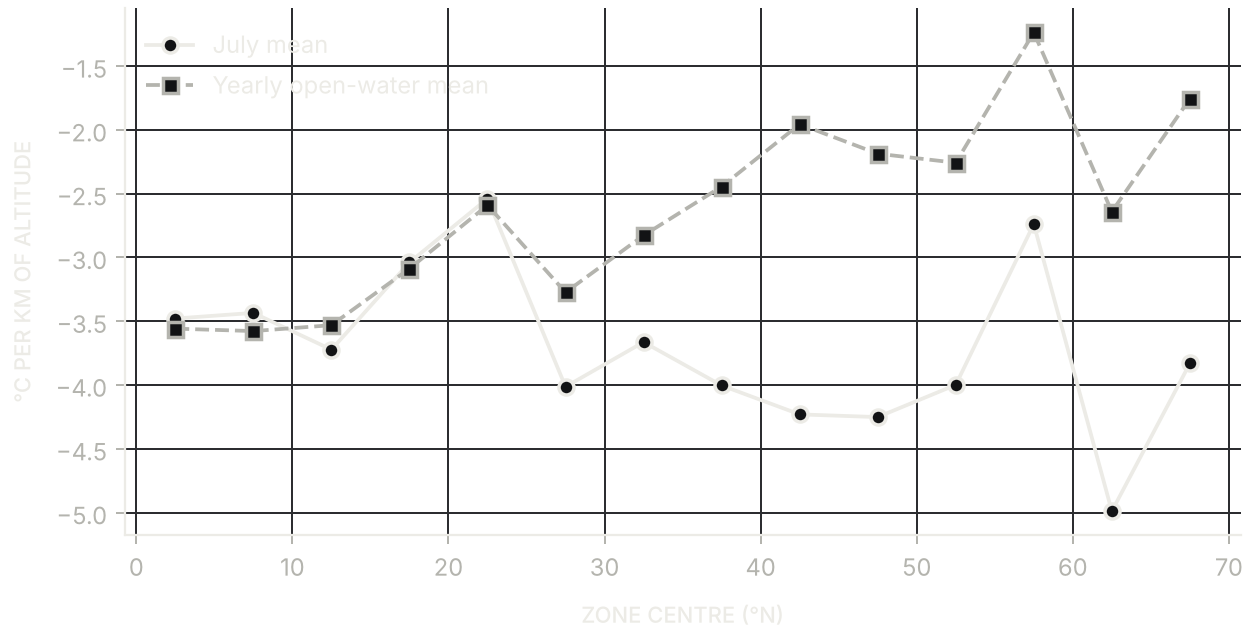 July mean
Yearly open-water mean
−1.5
−2.0
−2.5
−3.0
−3.5
−4.0
−4.5
−5.0
°C PER KM OF ALTITUDE
0 10 20 30 40 50 60 70
ZONE CENTRE (°N)